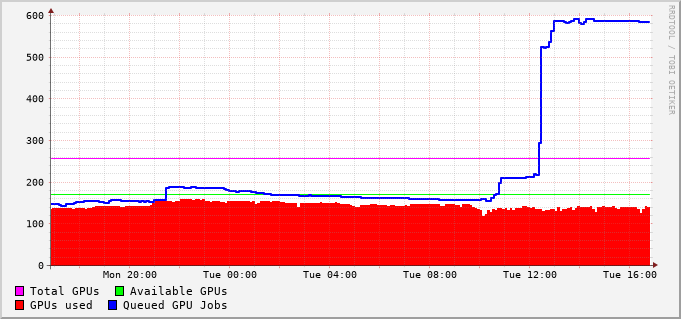 600
500
400
300
200
100
0
Mon 20:00 Tue 00:00 Tue 04:00 Tue 08:00 Tue 12:00 Tue 16:00
Total GPUs Available GPUs
GPUs used Queued GPU Jobs
RRDTOOL / TOBI OETIKER